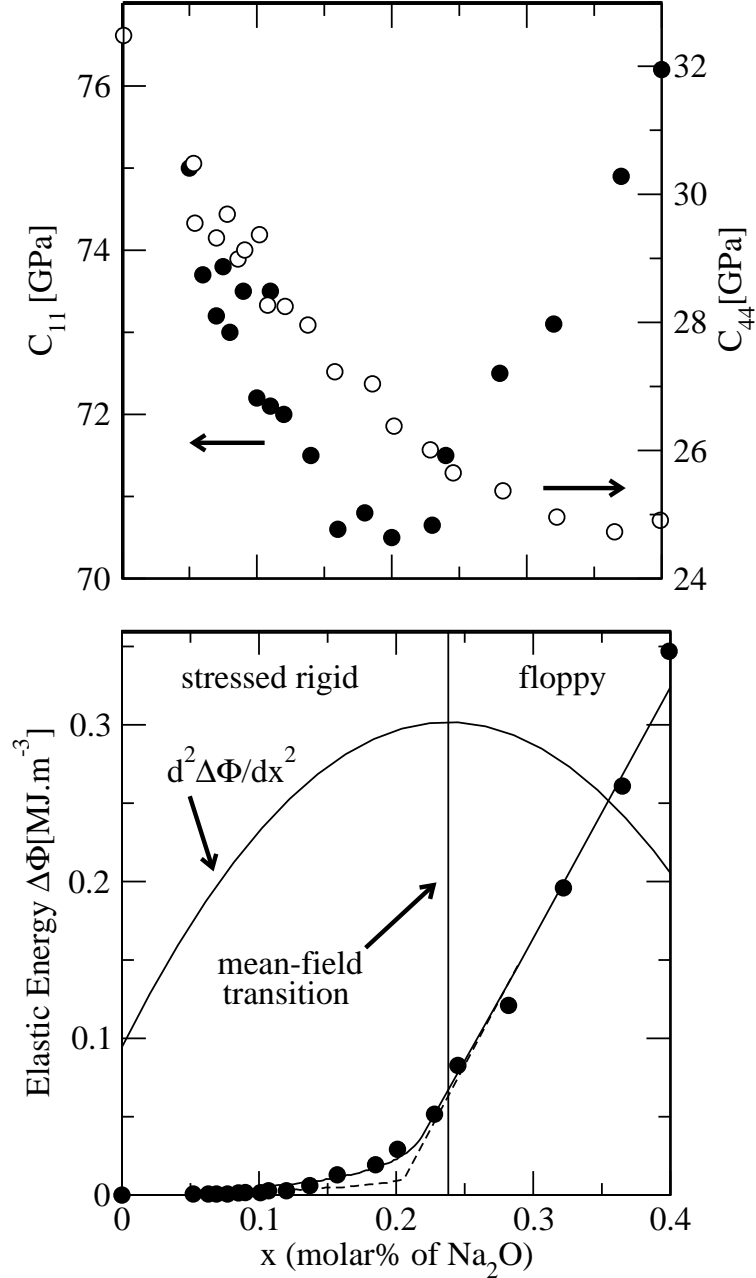 76
74
72
70
C₁₁ [GPa]
32
30
28
26
24
C₄₄[GPa]
stressed rigid
floppy
d²ΔΦ/dx²
mean-field
transition
0.3
0.2
0.1
0
Elastic Energy ΔΦ[MJ.m⁻³]
0 0.1 0.2 0.3 0.4
x (molar% of Na₂O)